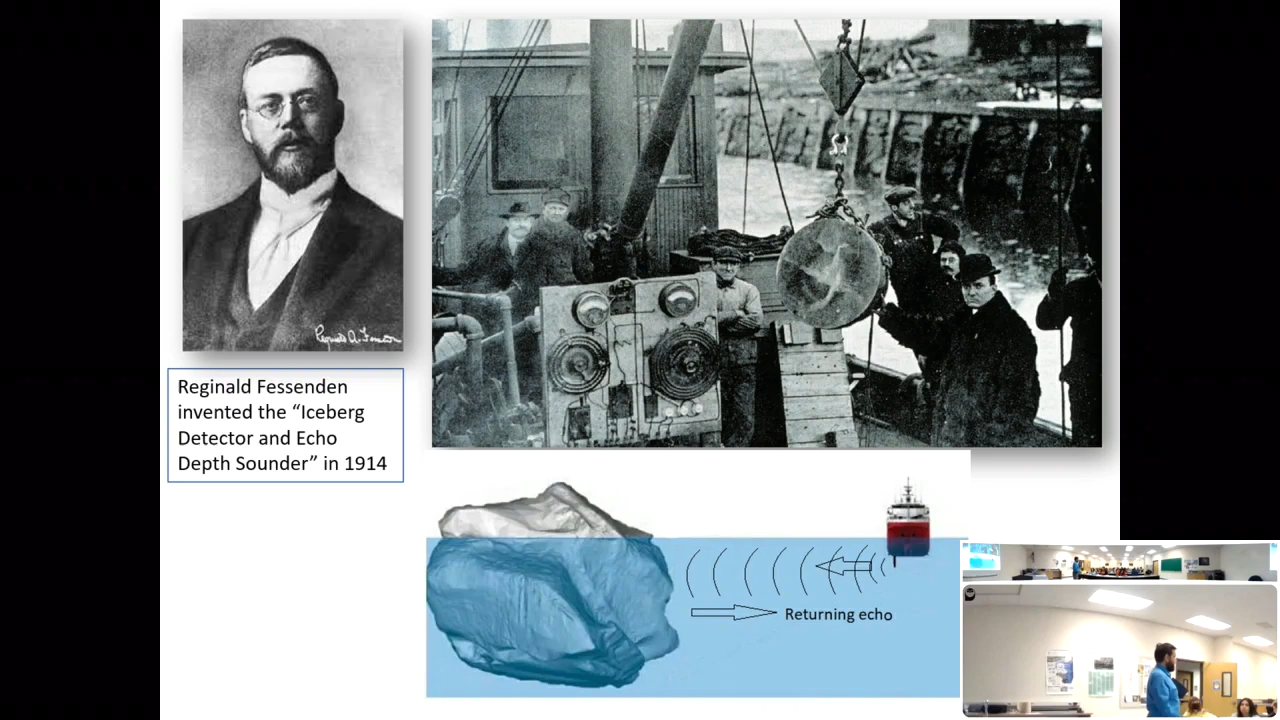 Reginald Fessenden
invented the “Iceberg
Detector and Echo
Depth Sounder” in 1914
Returning echo